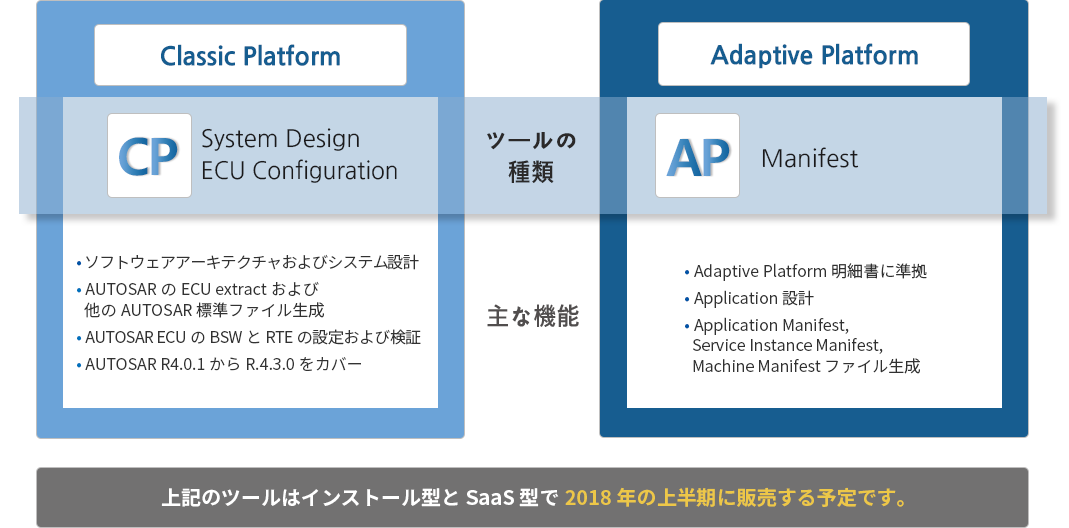 Classic Platform
CP
System Design
ECU Configuration
• ソフトウェアアーキテクチャおよびシステム設計
• AUTOSAR の ECU extract および
他の AUTOSAR 標準ファイル生成
• AUTOSAR ECU の BSW と RTE の設定および検証
• AUTOSAR R4.0.1 から R.4.3.0 をカバー
ツールの
種類
主な機能
Adaptive Platform
AP
Manifest
• Adaptive Platform 明細書に準拠
• Application 設計
• Application Manifest,
Service Instance Manifest,
Machine Manifest ファイル生成
上記のツールはインストール型と SaaS 型で 2018 年の上半期に販売する予定です。